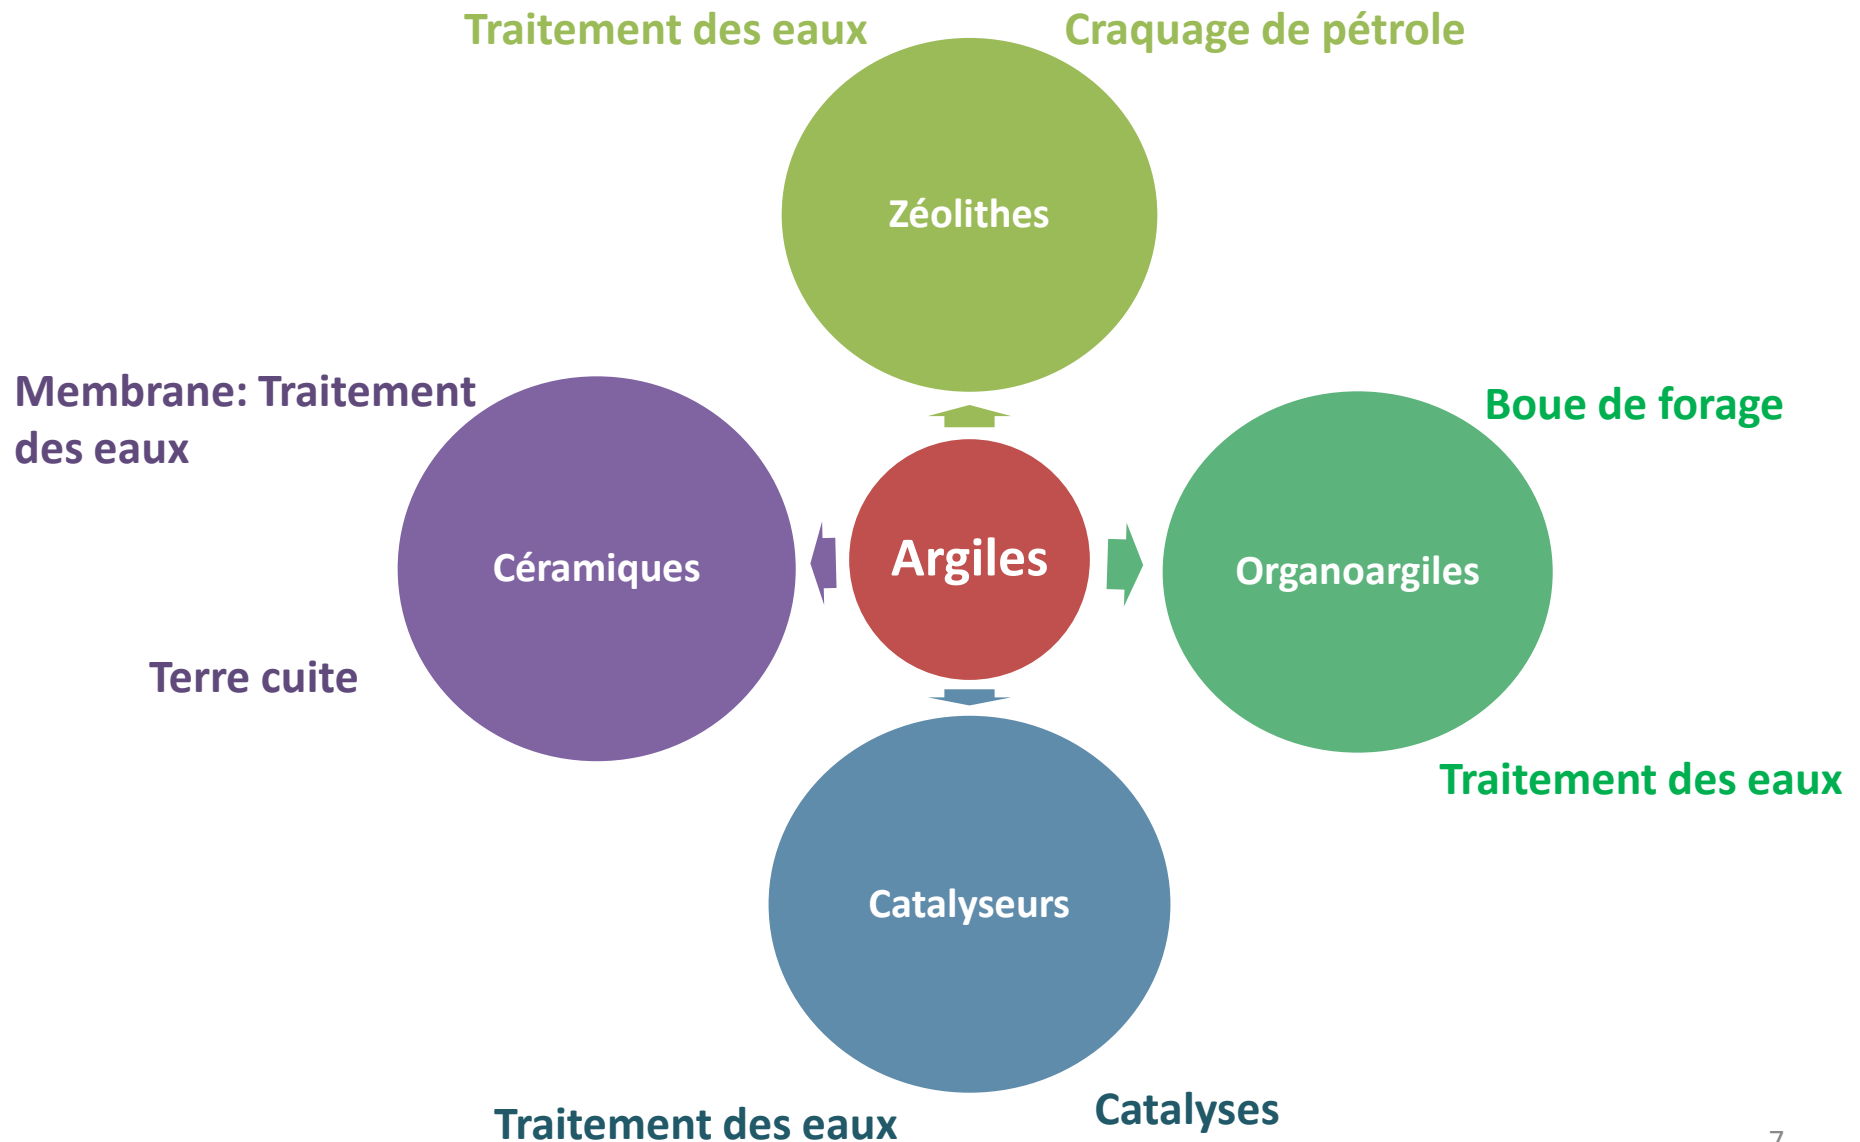 Traitement des eaux
Craquage de pétrole
Zéolithes
Membrane: Traitement
des eaux
Boue de forage
Céramiques
Argiles
Organoargiles
Terre cuite
Traitement des eaux
Catalyseurs
Traitement des eaux
Catalyses
7